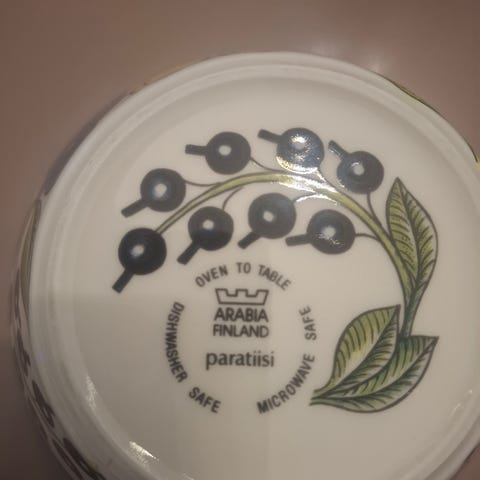 OVEN TO TABLE
ARABIA
FINLAND
paratiisi
DISHWASHER SAFE
MICROWAVE SAFE